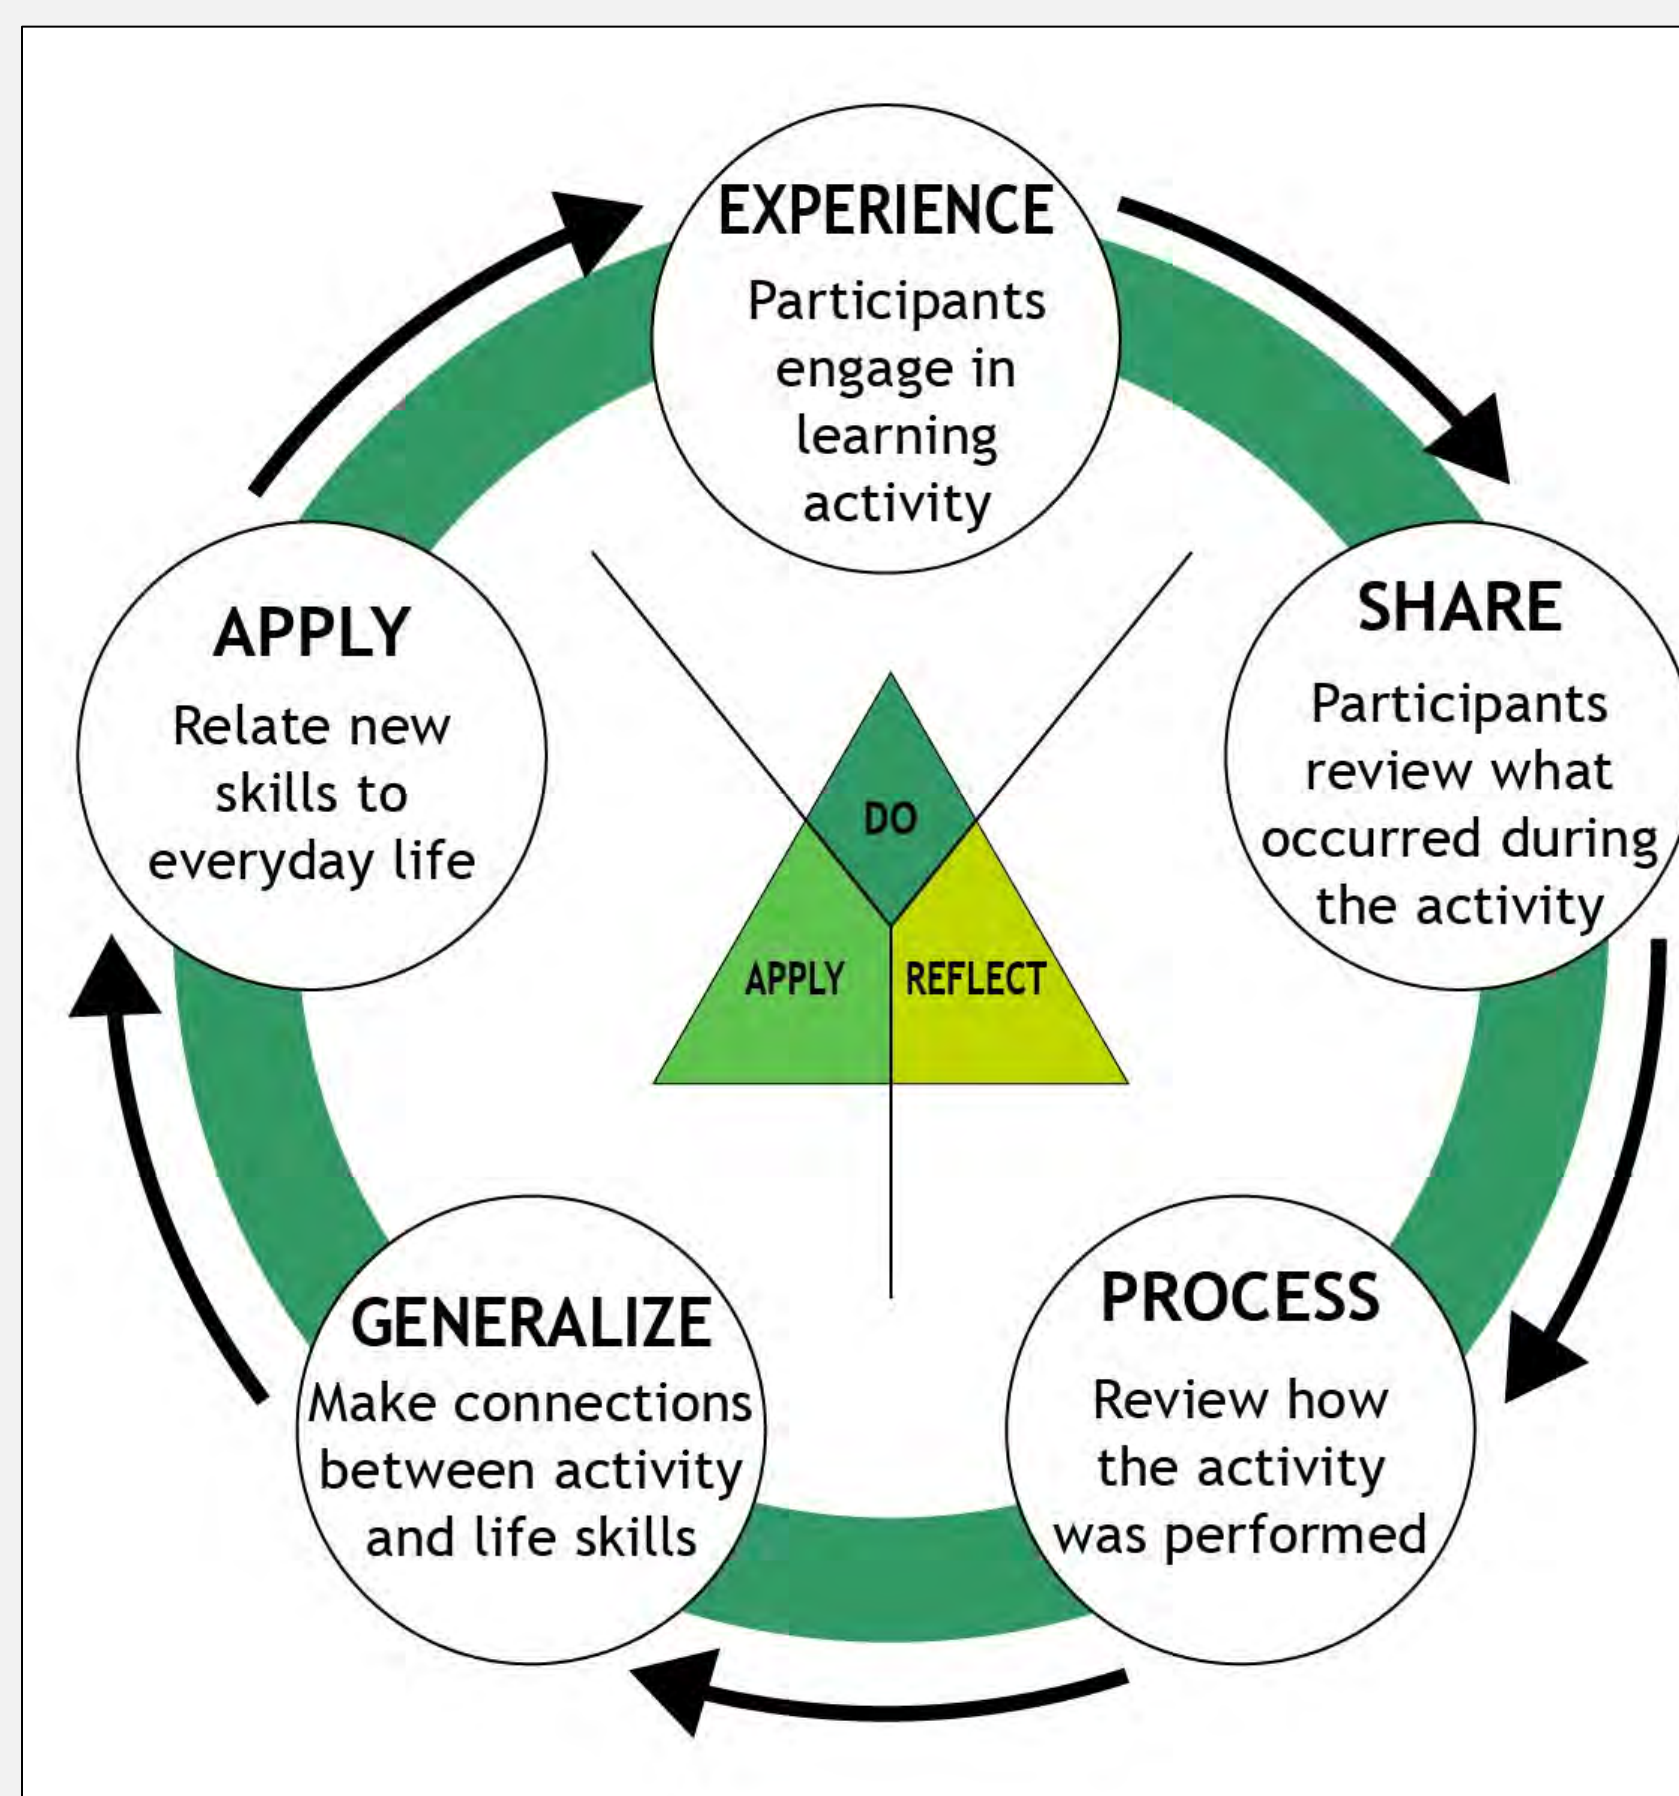 EXPERIENCE
Participants
engage in
learning
activity
SHARE
Participants
review what
occurred during
the activity
PROCESS
Review how
the activity
was performed
GENERALIZE
Make connections
between activity
and life skills
APPLY
Relate new
skills to
everyday life
DO
REFLECT
APPLY